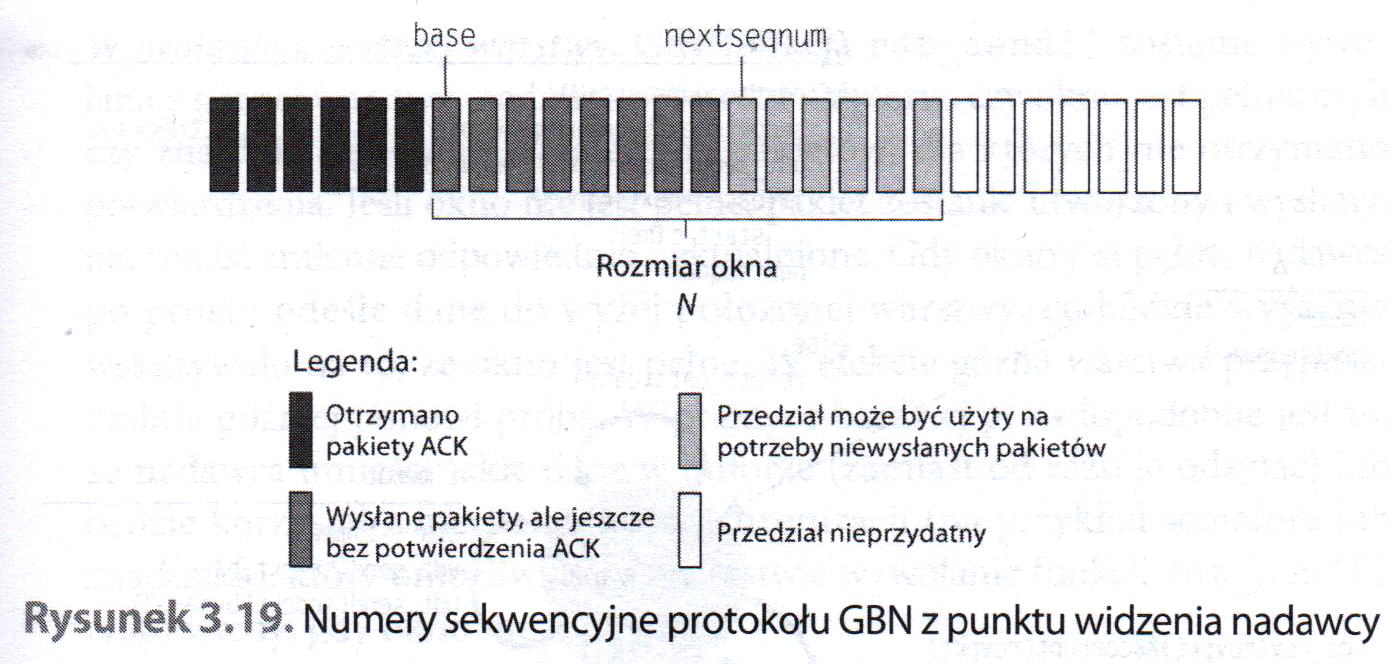 base nextseqnum
Rozmiar okna
N
Legenda:
Otrzymano
pakiety ACK
Przedział może być użyty na
potrzeby niewysłanych pakietów
Wysłane pakiety, ale jeszcze
bez potwierdzenia ACK
Przedział nieprzydatny
Rysunek 3.19. Numery sekwencyjne protokołu GBN z punktu widzenia nadawcy